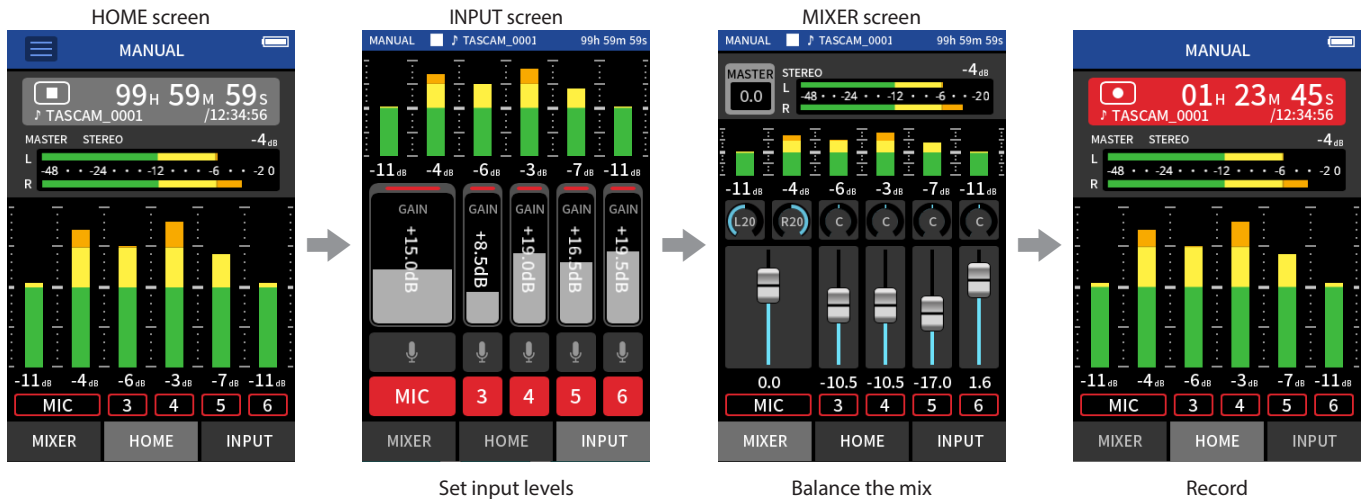 HOME screen
MANUAL
99H 59M 59s
♪ TASCAM_0001 /12:34:56
MASTER STEREO -4dB
L
-48 • • -24 • • • -12 • • • -6 • -2 0
R
-11dB -4dB -6dB -3dB -7dB -11dB
MIC 3 4 5 6
MIXER HOME INPUT
INPUT screen
MANUAL ♪ TASCAM_0001 99h 59m 59s
-11dB -4dB -6dB -3dB -7dB -11dB
GAIN GAIN GAIN GAIN GAIN
+15.0dB +8.5dB +19.0dB +16.5dB +19.5dB
MIC 3 4 5 6
MIXER HOME INPUT
Set input levels
MIXER screen
MANUAL ♪ TASCAM_0001 99h 59m 59s
MASTER STEREO -4dB
0.0
L
-48 • • -24 • • • -12 • • • -6 • • -20
R
-11dB -4dB -6dB -3dB -7dB -11dB
L20 R20 C C C C
0.0 -10.5 -10.5 -17.0 1.6
MIC 3 4 5 6
MIXER HOME INPUT
Balance the mix
MANUAL
01H 23M 45s
♪ TASCAM_0001 /12:34:56
MASTER STEREO -4dB
L
-48 • • -24 • • • -12 • • • -6 • -2 0
R
-11dB -4dB -6dB -3dB -7dB -11dB
MIC 3 4 5 6
MIXER HOME INPUT
Record